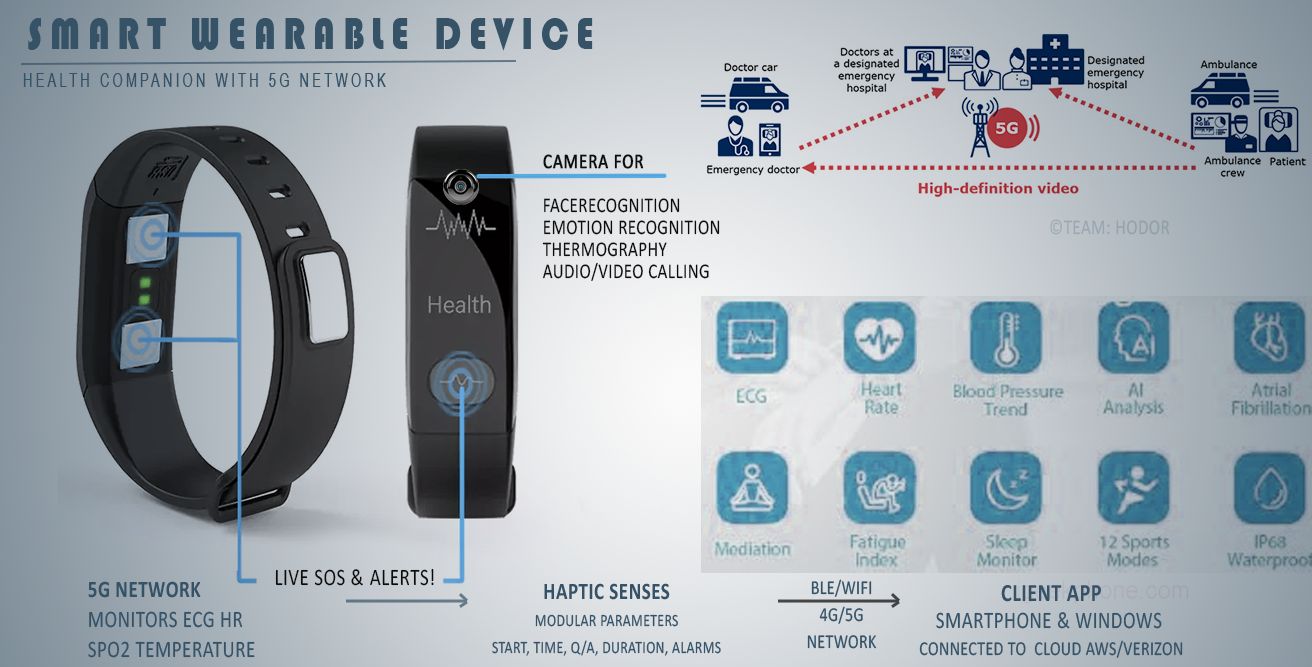 SMART WEARABLE DEVICE
HEALTH COMPANION WITH 5G NETWORK
Doctor car
Emergency doctor
Doctors at
a designated
emergency
hospital
Designated
emergency
hospital
5G
Ambulance
Ambulance
crew
Patient
High-definition video
©TEAM: HODOR
CAMERA FOR
FACERECOGNITION
EMOTION RECOGNITION
THERMOGRAPHY
AUDIO/VIDEO CALLING
Health
ECG
Heart
Rate
Blood Pressure
Trend
AI
AI
Analysis
Atrial
Fibrillation
Mediation
Fatigue
Index
Sleep
Monitor
12 Sports
Modes
IP68
Waterproof
LIVE SOS & ALERTS!
5G NETWORK
MONITORS ECG HR
SPO2 TEMPERATURE
HAPTIC SENSES
MODULAR PARAMETERS
START, TIME, Q/A, DURATION, ALARMS
BLE/WIFI
4G/5G
NETWORK
CLIENT APP
SMARTPHONE & WINDOWS
CONNECTED TO CLOUD AWS/VERIZON